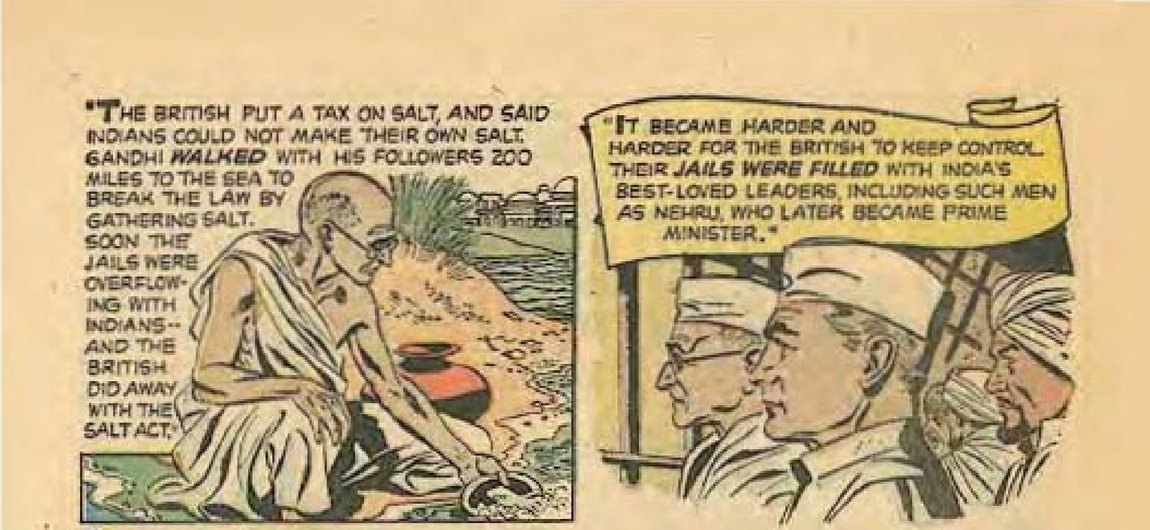 "THE BRITISH PUT A TAX ON SALT, AND SAID
INDIANS COULD NOT MAKE THEIR OWN SALT.
GANDHI WALKED WITH HIS FOLLOWERS 200
MILES TO THE SEA TO
BREAK THE LAW BY
GATHERING SALT.
SOON THE
JAILS WERE
OVERFLOW-
ING WITH
INDIANS--
AND THE
BRITISH
DID AWAY
WITH THE
SALT ACT."
"IT BECAME HARDER AND
HARDER FOR THE BRITISH TO KEEP CONTROL.
THEIR JAILS WERE FILLED WITH INDIA'S
BEST-LOVED LEADERS, INCLUDING SUCH MEN
AS NEHRU, WHO LATER BECAME PRIME
MINISTER."